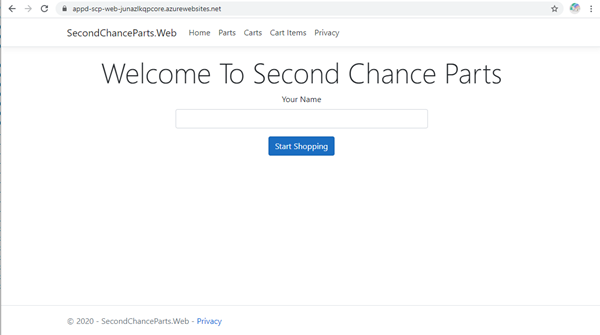 appd-scp-web-junazlkqpcore.azurewebsites.net
SecondChanceParts.Web Home Parts Carts Cart Items Privacy
Welcome To Second Chance Parts
Your Name
Start Shopping
© 2020 - SecondChanceParts.Web - Privacy